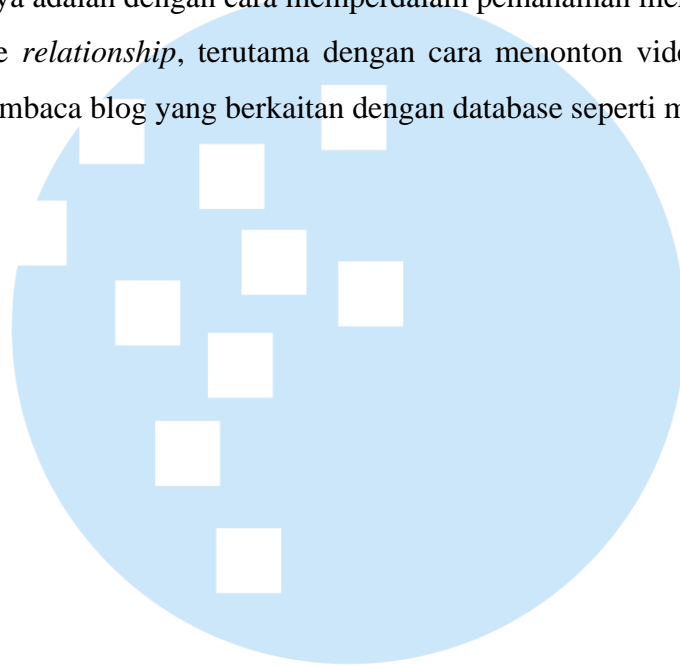 ya adalah dengan cara memperdalam pemahaman me
e relationship, terutama dengan cara menonton vide
mbaca blog yang berkaitan dengan database seperti m